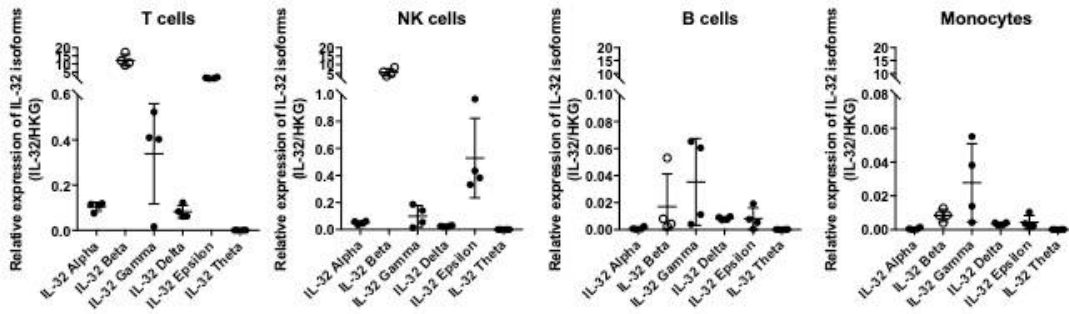 T cells
Relative expression of IL-32 isoforms
(IL-32/HKG)
20
15
10
5
0.6
0.4
0.2
0.0
IL-32 Alpha
IL-32 Beta
IL-32 Gamma
IL-32 Delta
IL-32 Epsilon
IL-32 Theta
NK cells
Relative expression of IL-32 isoforms
(IL-32/HKG)
20
15
10
5
1.0
0.8
0.6
0.4
0.2
0.0
IL-32 Alpha
IL-32 Beta
IL-32 Gamma
IL-32 Delta
IL-32 Epsilon
IL-32 Theta
B cells
Relative expression of IL-32 isoforms
(IL-32/HKG)
20
15
10
5
0.10
0.08
0.06
0.04
0.02
0.00
IL-32 Alpha
IL-32 Beta
IL-32 Gamma
IL-32 Delta
IL-32 Epsilon
IL-32 Theta
Monocytes
Relative expression of IL-32 isoforms
(IL-32/HKG)
20
15
10
5
0.08
0.06
0.04
0.02
0.00
IL-32 Alpha
IL-32 Beta
IL-32 Gamma
IL-32 Delta
IL-32 Epsilon
IL-32 Theta